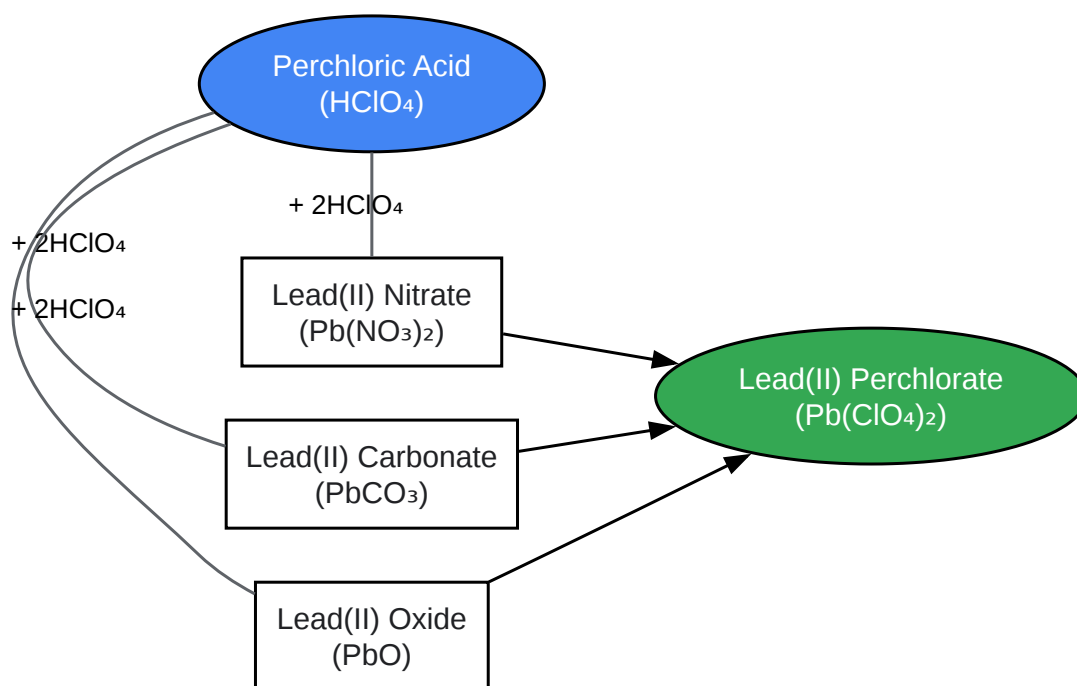 Perchloric Acid
(HClO₄)
+ 2HClO₄
+ 2HClO₄
+ 2HClO₄
Lead(II) Nitrate
(Pb(NO₃)₂)
Lead(II) Perchlorate
(Pb(ClO₄)₂)
Lead(II) Carbonate
(PbCO₃)
Lead(II) Oxide
(PbO)